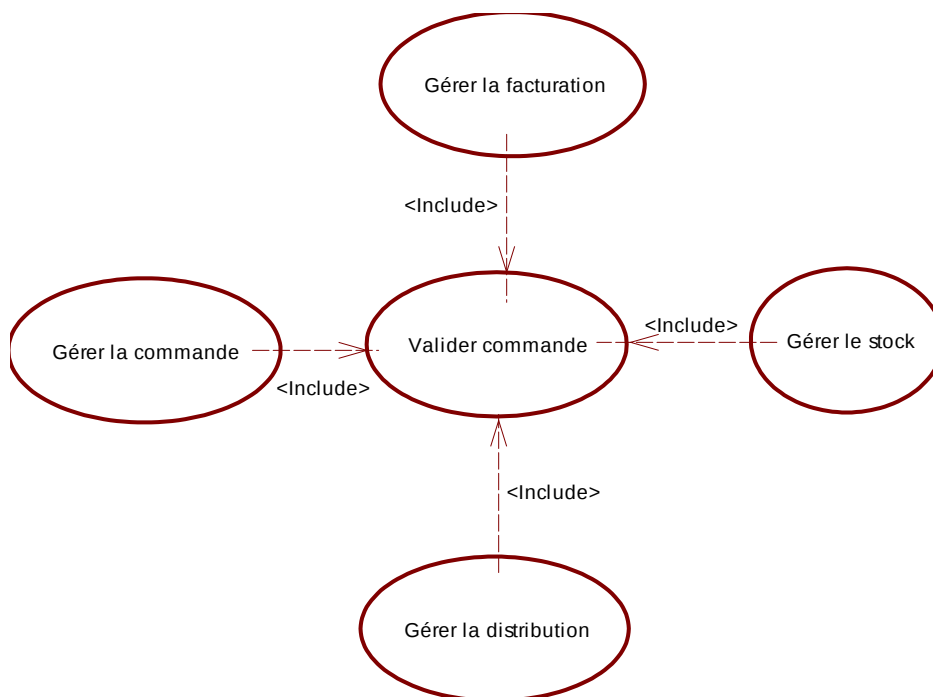 Gérer la facturation
<Include>
<Include>
Gérer le stock
Valider commande
Gérer la commande
<Include>
<Include>
Gérer la distribution